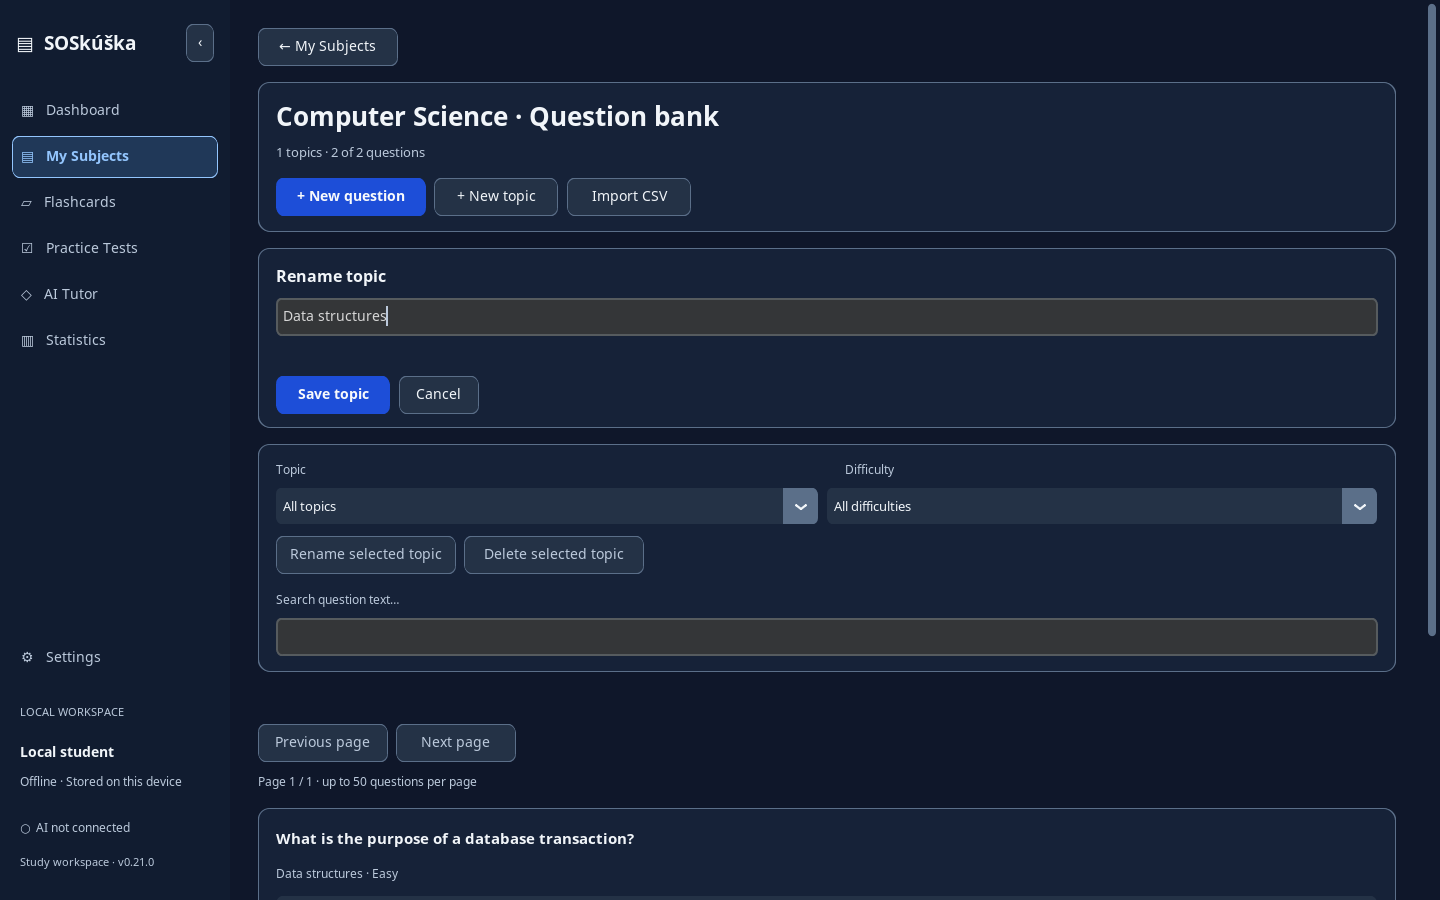 SOSkúška
Dashboard
My Subjects
Flashcards
Practice Tests
AI Tutor
Statistics
Settings
LOCAL WORKSPACE
Local student
Offline · Stored on this device
AI not connected
Study workspace · v0.21.0
← My Subjects
Computer Science · Question bank
1 topics · 2 of 2 questions
+ New question
+ New topic
Import CSV
Rename topic
Data structures
Save topic
Cancel
Topic
Difficulty
All topics
All difficulties
Rename selected topic
Delete selected topic
Search question text...
Previous page
Next page
Page 1 / 1 · up to 50 questions per page
What is the purpose of a database transaction?
Data structures · Easy